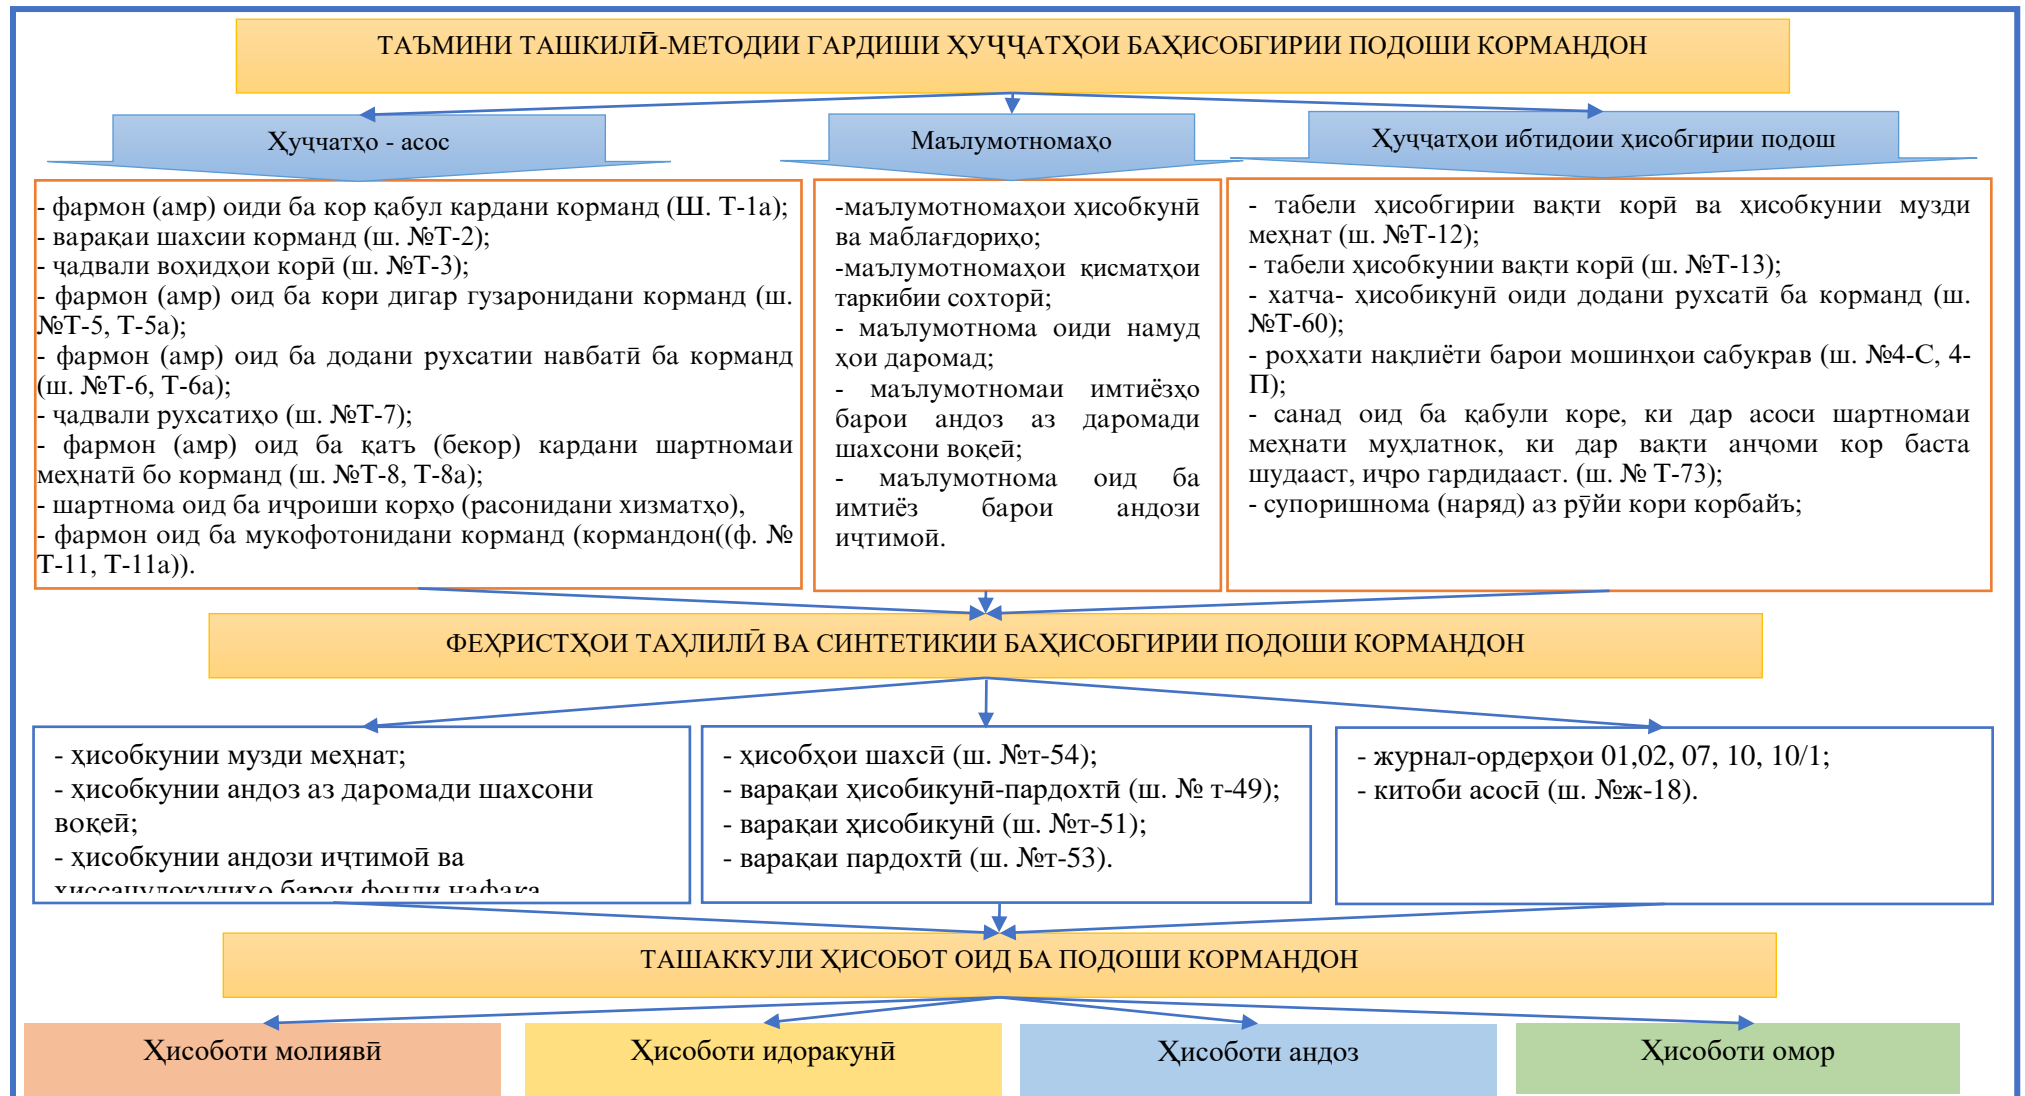 ТАЪМИНИ ТАШКИЛӢ-МЕТОДИИ ГАРДИШИ ҲУҶҶАТҲОИ БАҲИСОБГИРИИ ПОДОШИ КОРМАНДОН
Ҳуҷҷатҳо - асос
Маълумотномаҳо
Ҳуҷҷатҳои ибтидоии ҳисобгирии подош
- фармон (амр) оиди ба кор қабул кардани корманд (Ш. Т-1а);
- варақаи шахсии корманд (ш. №Т-2);
- ҷадвали воҳидҳои корӣ (ш. №Т-3);
- фармон (амр) оид ба кори дигар гузаронидани корманд (ш.
№Т-5, Т-5а);
- фармон (амр) оид ба додани рухсатии навбатӣ ба корманд
(ш. №Т-6, Т-6а);
- ҷадвали рухсатиҳо (ш. №Т-7);
- фармон (амр) оид ба қатъ (бекор) кардани шартномаи
меҳнатӣ бо корманд (ш. №Т-8, Т-8а);
- шартнома оид ба иҷроиши корҳо (расонидани хизматҳо),
- фармон оид ба мукофотонидани корманд (кормандон((ф. №
Т-11, Т-11а)).
-маълумотномаҳои ҳисобкунӣ
ва маблағдориҳо;
-маълумотномаҳои қисматҳои
таркибии сохторӣ;
- маълумотнома оиди намуд
ҳои даромад;
- маълумотномаи имтиёзҳо
барои андоз аз даромади
шахсони воқеӣ;
- маълумотнома оид ба
имтиёз барои андози
иҷтимоӣ.
- табели ҳисобгирии вақти корӣ ва ҳисобкунии музди
меҳнат (ш. №Т-12);
- табели ҳисобкунии вақти корӣ (ш. №Т-13);
- хатча- ҳисобикунӣ оиди додани рухсатӣ ба корманд (ш.
№Т-60);
- роҳхати нақлиёти барои мошинҳои сабукрав (ш. №4-С, 4-
П);
- санад оид ба қабули коре, ки дар асоси шартномаи
меҳнати муҳлатнок, ки дар вақти анҷоми кор баста
шудааст, иҷро гардидааст. (ш. № Т-73);
- супоришнома (наряд) аз рӯйи кори корбайъ;
ФЕҲРИСТҲОИ ТАҲЛИЛӢ ВА СИНТЕТИКИИ БАҲИСОБГИРИИ ПОДОШИ КОРМАНДОН
- ҳисобкунии музди меҳнат;
- ҳисобкунии андоз аз даромади шахсони
воқеӣ;
- ҳисобкунии андози иҷтимоӣ ва
ҳиссаҷудокуниҳо барои фонди нафақа
- ҳисобҳои шахсӣ (ш. №т-54);
- варақаи ҳисобикунӣ-пардохтӣ (ш. № т-49);
- варақаи ҳисобикунӣ (ш. №т-51);
- варақаи пардохтӣ (ш. №т-53).
- журнал-ордерҳои 01,02, 07, 10, 10/1;
- китоби асосӣ (ш. №ж-18).
ТАШАККУЛИ ҲИСОБОТ ОИД БА ПОДОШИ КОРМАНДОН
Ҳисоботи молиявӣ
Ҳисоботи идоракунӣ
Ҳисоботи андоз
Ҳисоботи омор